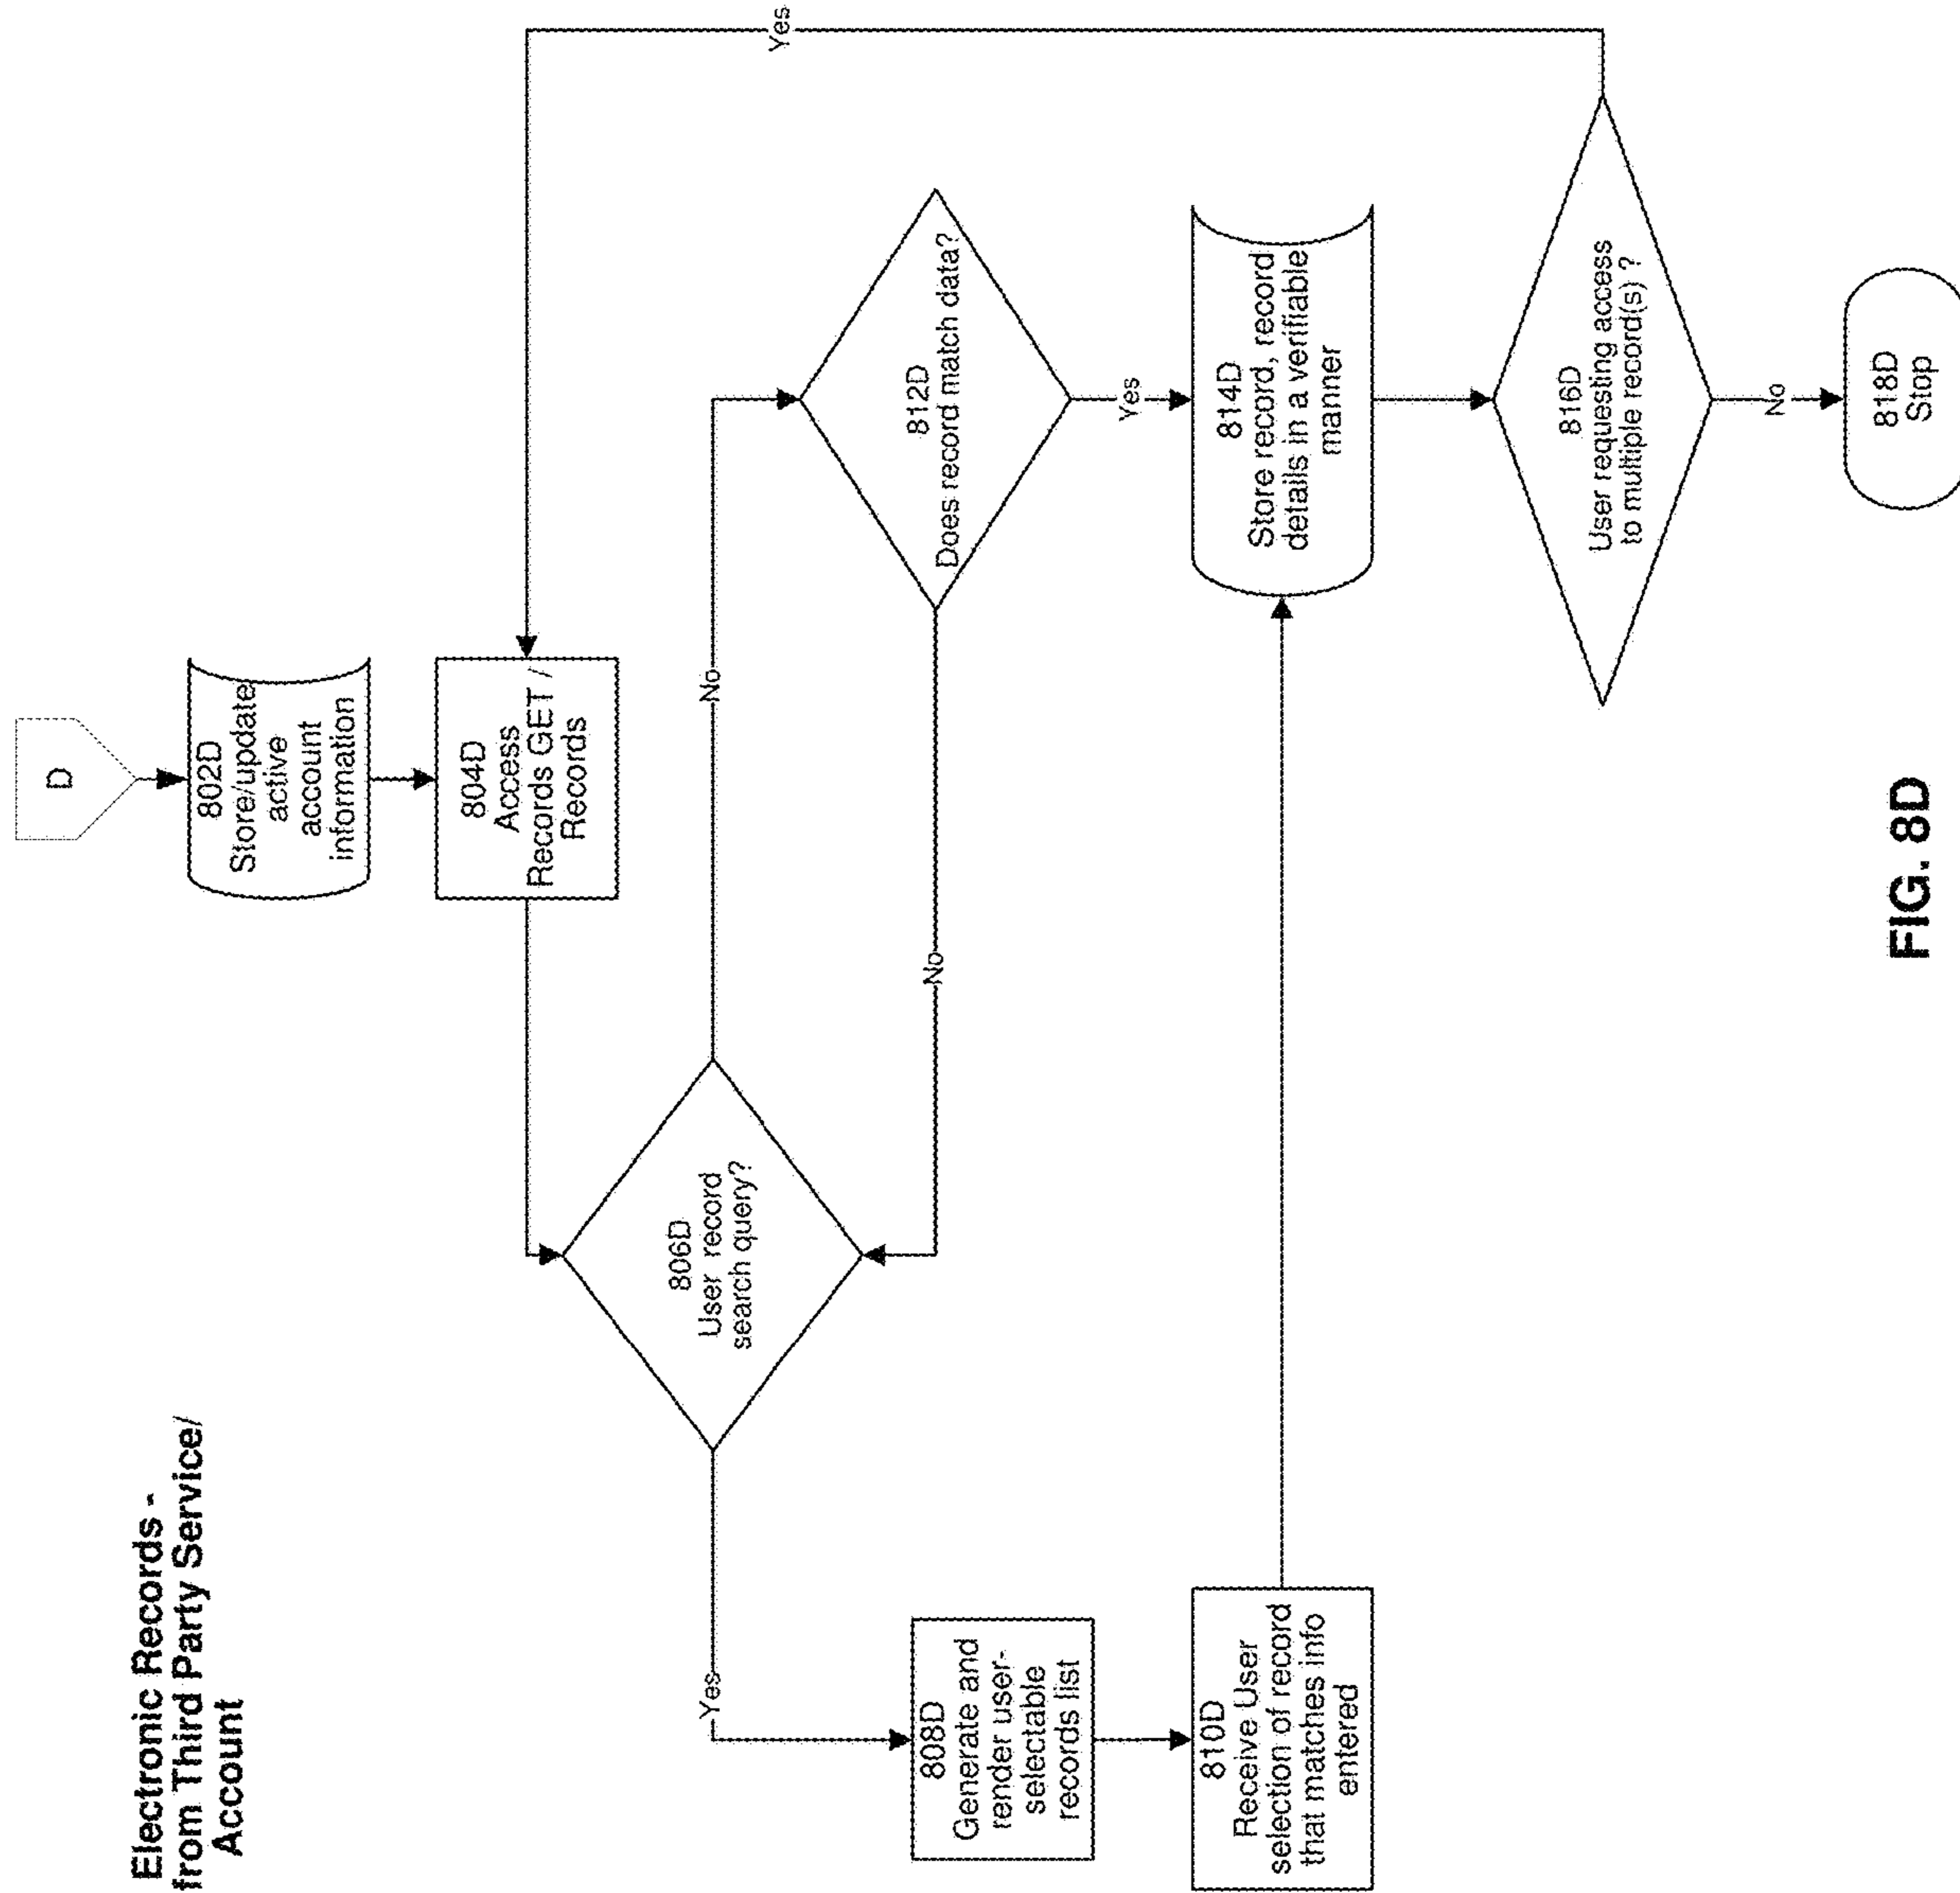 Electronic Records -
from Third Party Service/
Account
D
802D
Store/update
active
account
information
804D
Access
Records GET /
Records
806D
User record
search query?
Yes
No
808D
Generate and
render user-
selectable
records list
810D
Receive User
selection of record
that matches info
entered
812D
Does record match data?
No
Yes
814D
Store record, record
details in a verifiable
manner
816D
User requesting access
to multiple record(s) ?
Yes
No
818D
Stop
FIG. 8D